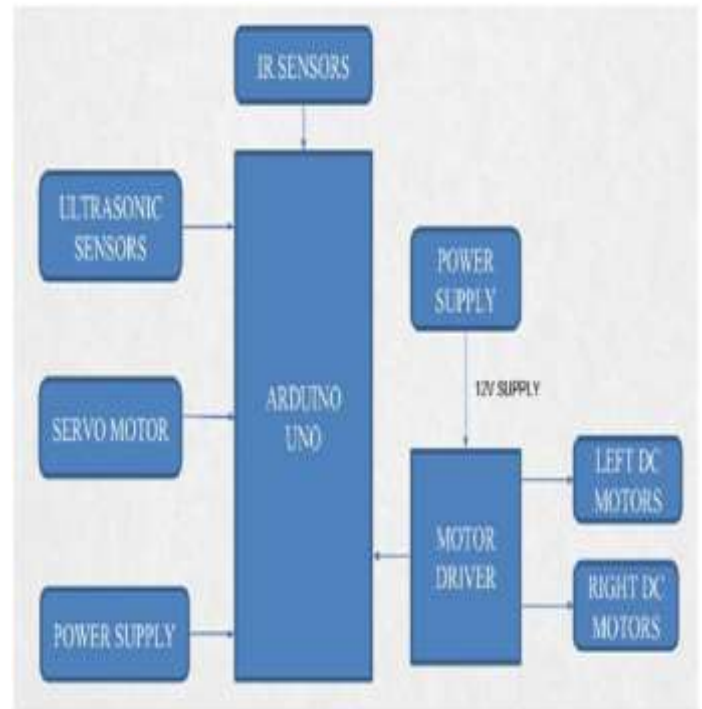 IR SENSORS
ULTRASONIC
SENSORS
POWER
SUPPLY
12V SUPPLY
SERVO MOTOR
ARDUINO
UNO
LEFT DC
MOTORS
MOTOR
DRIVER
RIGHT DC
MOTORS
POWER SUPPLY